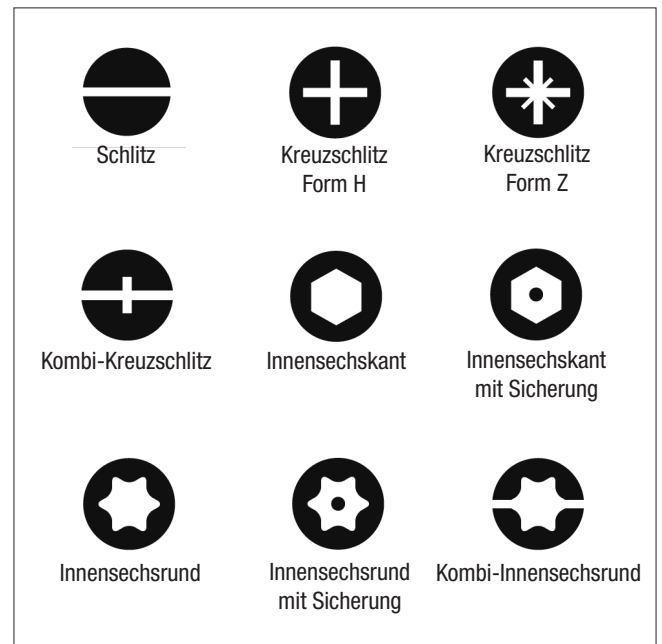 Schlitz
Kreuzschlitz
Form H
Kreuzschlitz
Form Z
Kombi-Kreuzschlitz
Innensechskant
Innensechskant
mit Sicherung
Innensechsrund
Innensechsrund
mit Sicherung
Kombi-Innensechsrund